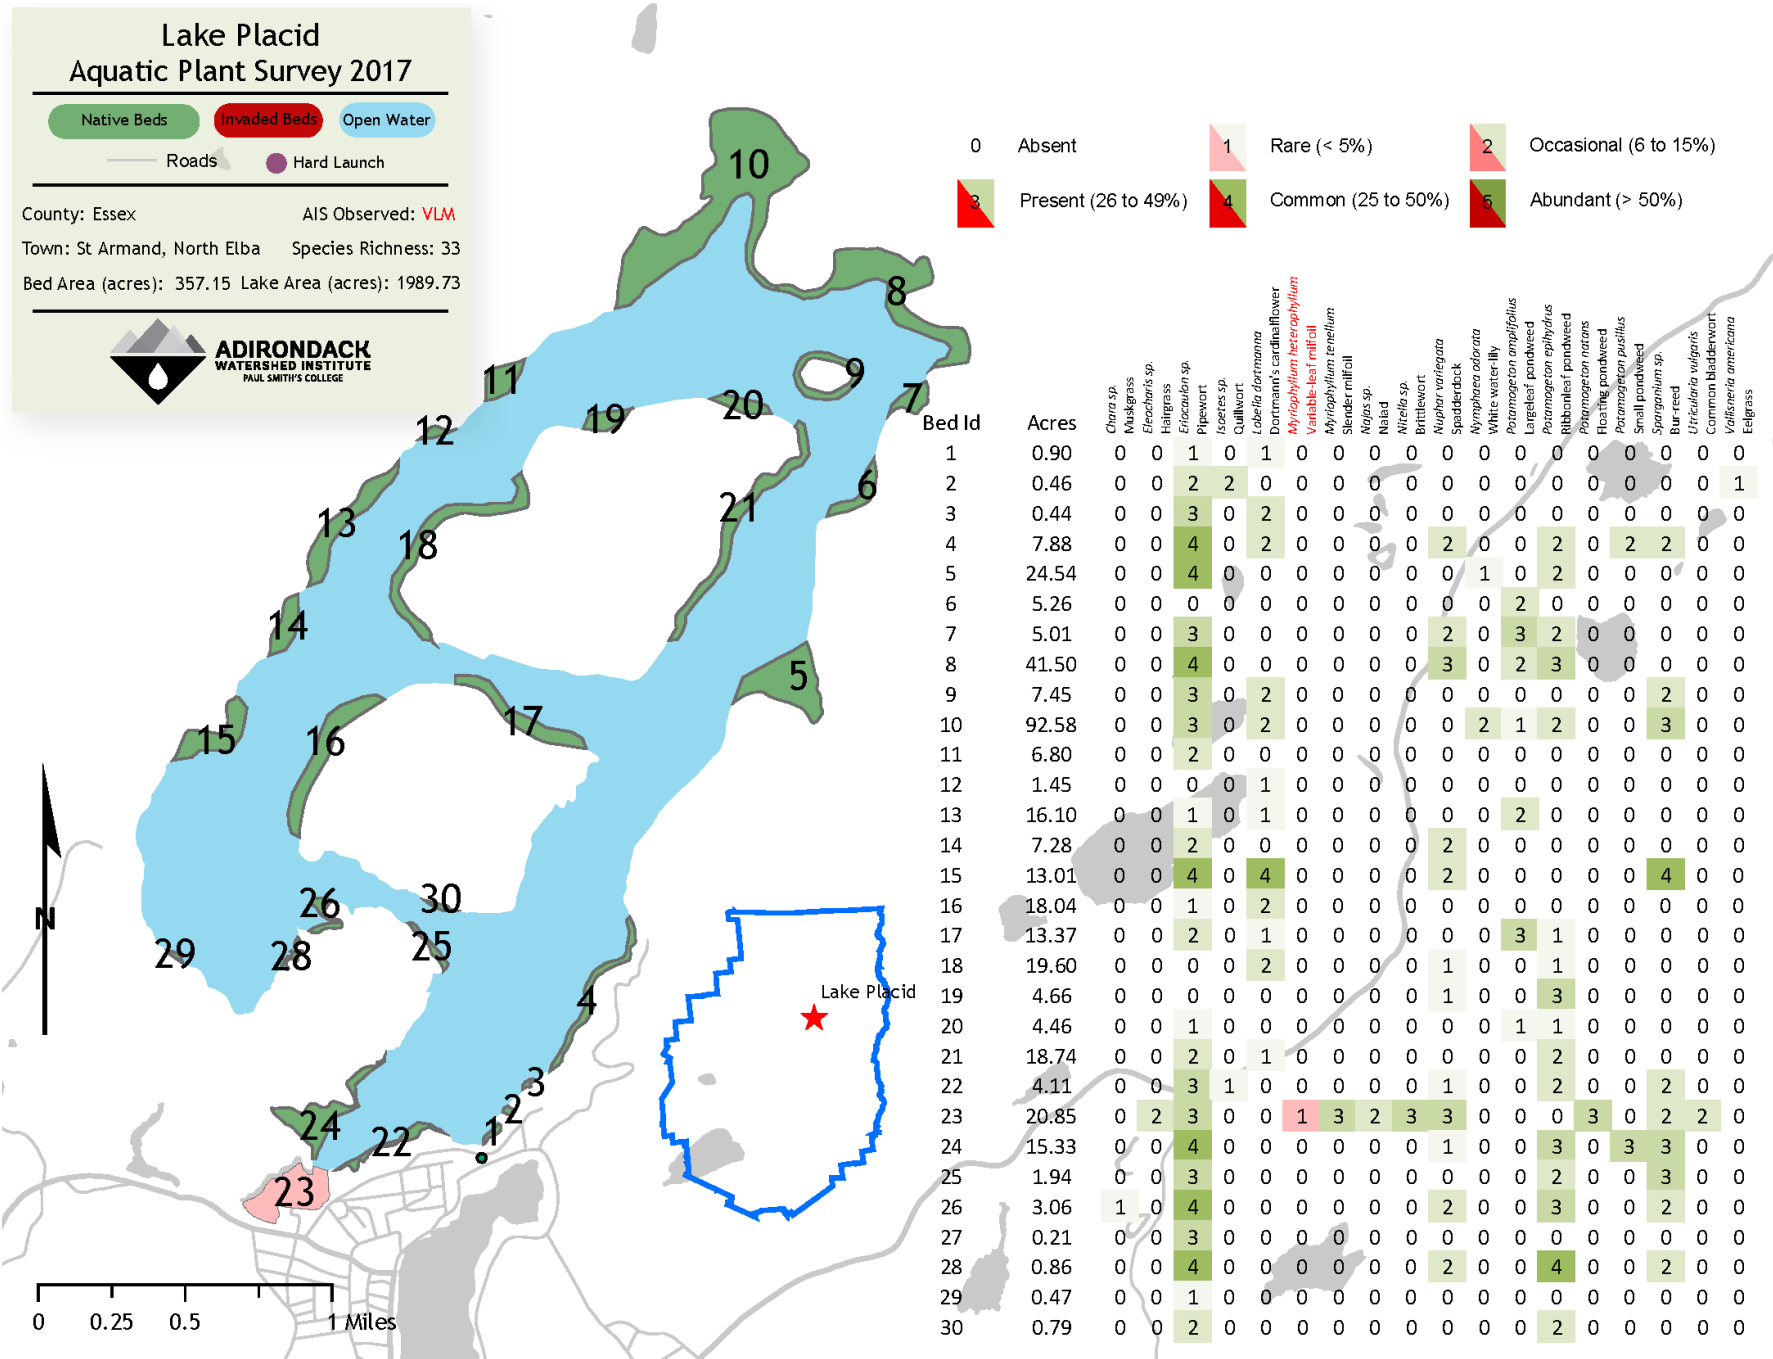 Lake Placid
Aquatic Plant Survey 2017
Native Beds Invaded Beds Open Water
Roads Hard Launch
County: Essex AIS Observed: VLM
Town: St Armand, North Elba Species Richness: 33
Bed Area (acres): 357.15 Lake Area (acres): 1989.73
ADIRONDACK
WATERSHED INSTITUTE
PAUL SMITH'S COLLEGE
0 Absent 1 Rare (< 5%) 2 Occasional (6 to 15%)
3 Present (26 to 49%) 4 Common (25 to 50%) 5 Abundant (> 50%)
10
8
9
11
7
20
19
12
6
21
13
18
14
5
17
15
16
30
26
25
29
28
4
3
2
24
1
22
23
N
Lake Placid
0 0.25 0.5 1 Miles
Bed Id
Acres
Chara sp.
Muskgrass
Eleocharis sp.
Hairgrass
Eriocaulon sp.
Pipewort
Isoetes sp.
Quillwort
Lobelia dortmanna
Dortmann's cardinalflower
Myriophyllum heterophyllum
Variable-leaf milfoil
Myriophyllum tenellum
Slender milfoil
Najas sp.
Naiad
Nitella sp.
Brittlewort
Nuphar variegata
Spadderdock
Nymphaea odorata
White water-lily
Potamogeton amplifolius
Largeleaf pondweed
Potamogeton epihydrus
Ribbonleaf pondweed
Potamogeton natans
Floating pondweed
Potamogeton pusillus
Small pondweed
Sparganium sp.
Bur-reed
Utricularia vulgaris
Common bladderwort
Vallisneria americana
Eelgrass
1 0.90 0 0 1 0 1 0 0 0 0 0 0 0 0 0 0 0 0 0
2 0.46 0 0 2 2 0 0 0 0 0 0 0 0 0 0 0 0 0 1
3 0.44 0 0 3 0 2 0 0 0 0 0 0 0 0 0 0 0 0 0
4 7.88 0 0 4 0 2 0 0 0 0 2 0 0 2 0 2 2 0 0
5 24.54 0 0 4 0 0 0 0 0 0 0 1 0 2 0 0 0 0 0
6 5.26 0 0 0 0 0 0 0 0 0 0 0 2 0 0 0 0 0 0
7 5.01 0 0 3 0 0 0 0 0 0 2 0 3 2 0 0 0 0 0
8 41.50 0 0 4 0 0 0 0 0 0 3 0 2 3 0 0 0 0 0
9 7.45 0 0 3 0 2 0 0 0 0 0 0 0 0 0 0 2 0 0
10 92.58 0 0 3 0 2 0 0 0 0 0 2 1 2 0 0 3 0 0
11 6.80 0 0 2 0 0 0 0 0 0 0 0 0 0 0 0 0 0 0
12 1.45 0 0 0 0 1 0 0 0 0 0 0 0 0 0 0 0 0 0
13 16.10 0 0 1 0 1 0 0 0 0 0 0 2 0 0 0 0 0 0
14 7.28 0 0 2 0 0 0 0 0 0 2 0 0 0 0 0 0 0 0
15 13.01 0 0 4 0 4 0 0 0 0 2 0 0 0 0 0 4 0 0
16 18.04 0 0 1 0 2 0 0 0 0 0 0 0 0 0 0 0 0 0
17 13.37 0 0 2 0 1 0 0 0 0 0 0 3 1 0 0 0 0 0
18 19.60 0 0 0 0 2 0 0 0 0 1 0 0 1 0 0 0 0 0
19 4.66 0 0 0 0 0 0 0 0 0 1 0 0 3 0 0 0 0 0
20 4.46 0 0 1 0 0 0 0 0 0 0 0 1 1 0 0 0 0 0
21 18.74 0 0 2 0 1 0 0 0 0 0 0 0 2 0 0 0 0 0
22 4.11 0 0 3 1 0 0 0 0 0 1 0 0 2 0 0 2 0 0
23 20.85 0 2 3 0 0 1 3 2 3 3 0 0 0 3 0 2 2 0
24 15.33 0 0 4 0 0 0 0 0 0 1 0 0 3 0 3 3 0 0
25 1.94 0 0 3 0 0 0 0 0 0 0 0 0 2 0 0 3 0 0
26 3.06 1 0 4 0 0 0 0 0 0 2 0 0 3 0 0 2 0 0
27 0.21 0 0 3 0 0 0 0 0 0 0 0 0 0 0 0 0 0 0
28 0.86 0 0 4 0 0 0 0 0 0 2 0 0 4 0 0 2 0 0
29 0.47 0 0 1 0 0 0 0 0 0 0 0 0 0 0 0 0 0 0
30 0.79 0 0 2 0 0 0 0 0 0 0 0 0 2 0 0 0 0 0